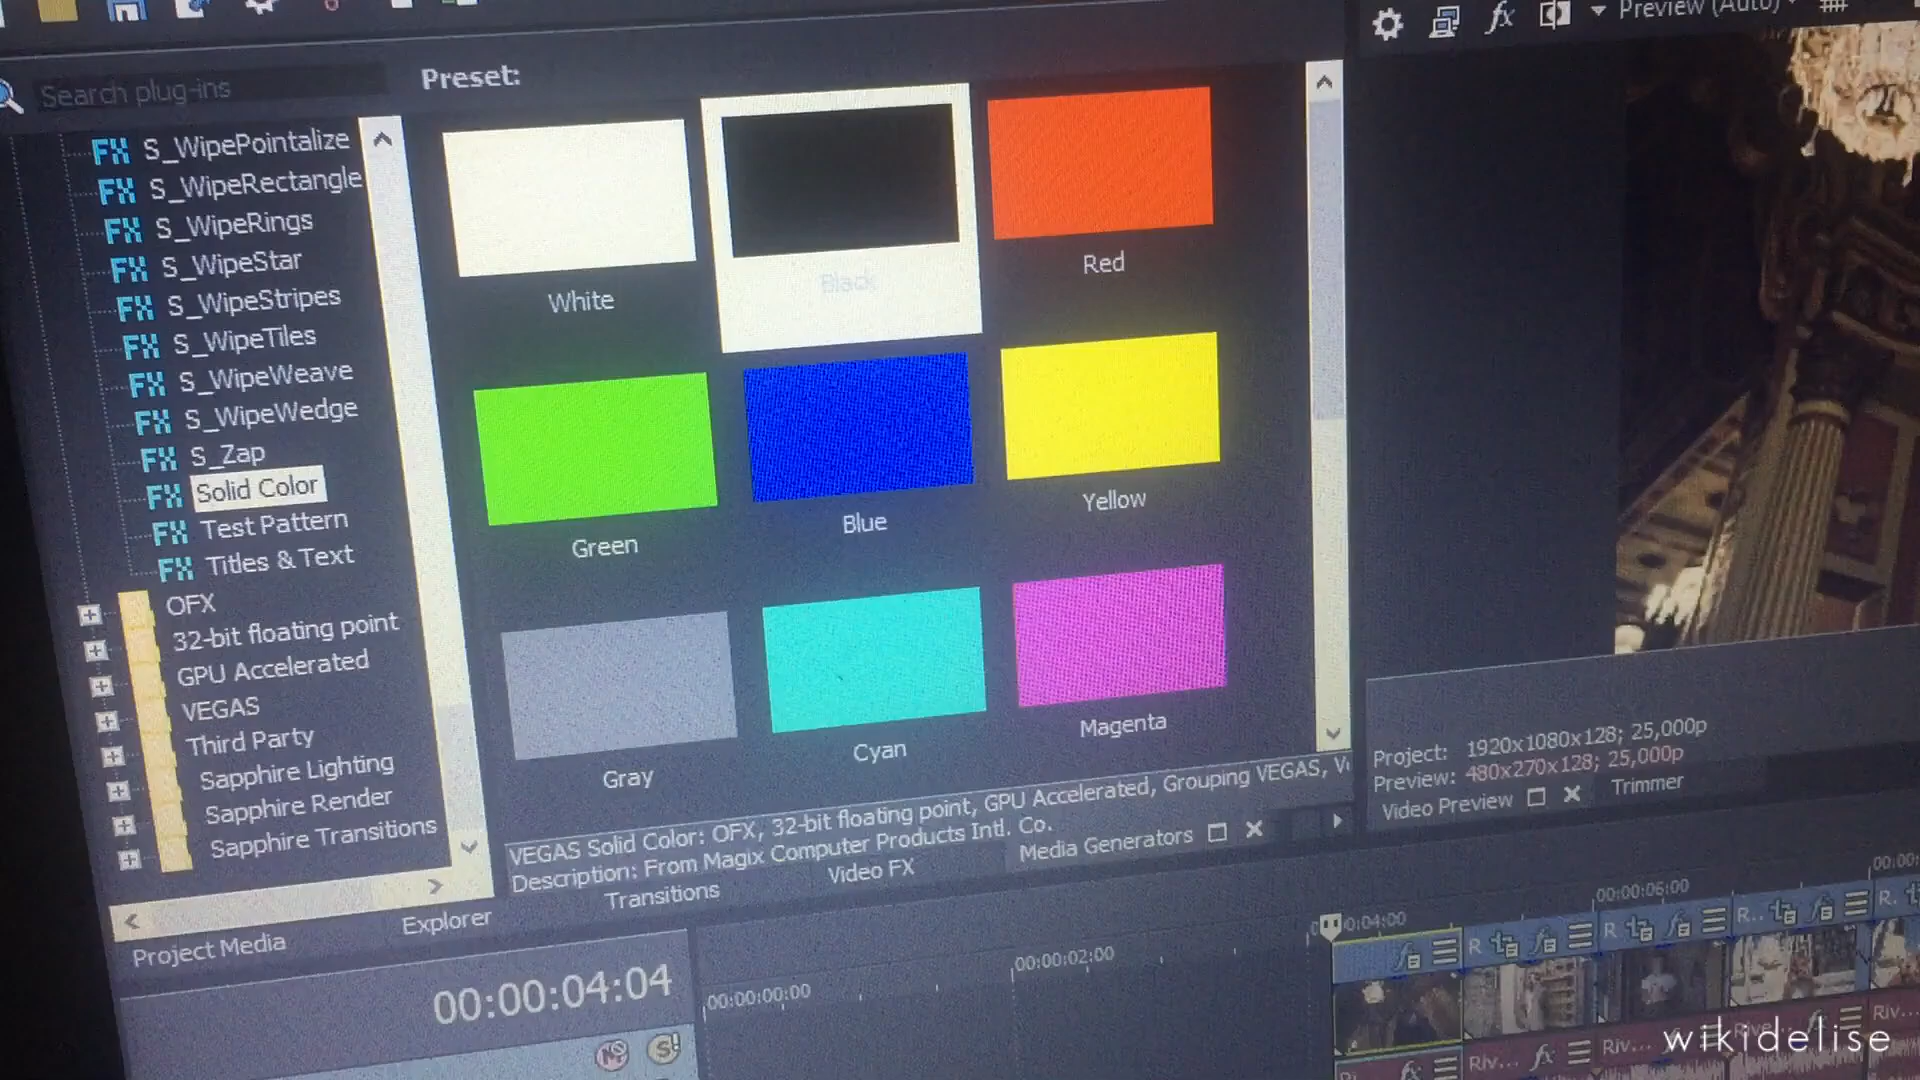 Preview (Auto)
Search plug-ins
Preset:
FX S_WipePointalize
FX S_WipeRectangle
FX S_WipeRings
FX S_WipeStar
FX S_WipeStripes
FX S_WipeTiles
FX S_WipeWeave
FX S_WipeWedge
FX S_Zap
FX Solid Color
FX Test Pattern
FX Titles & Text
OFX
32-bit floating point
GPU Accelerated
VEGAS
Third Party
Sapphire Lighting
Sapphire Render
Sapphire Transitions
White
Black
Red
Green
Blue
Yellow
Gray
Cyan
Magenta
VEGAS Solid Color: OFX, 32-bit floating point, GPU Accelerated, Grouping VEGAS,
Description: From Magix Computer Products Intl. Co.
Project: 1920x1080x128; 25,000p
Preview: 480x270x128; 25,000p
Video Preview
Trimmer
Project Media
Explorer
Transitions
Video FX
Media Generators
00:00:04:04
00:00:00:00
00:00:02:00
0:04:00
00:00:06:00
00:00:
R
R
R..
R.
Riv...
Riv...
Riv...
wikidelise